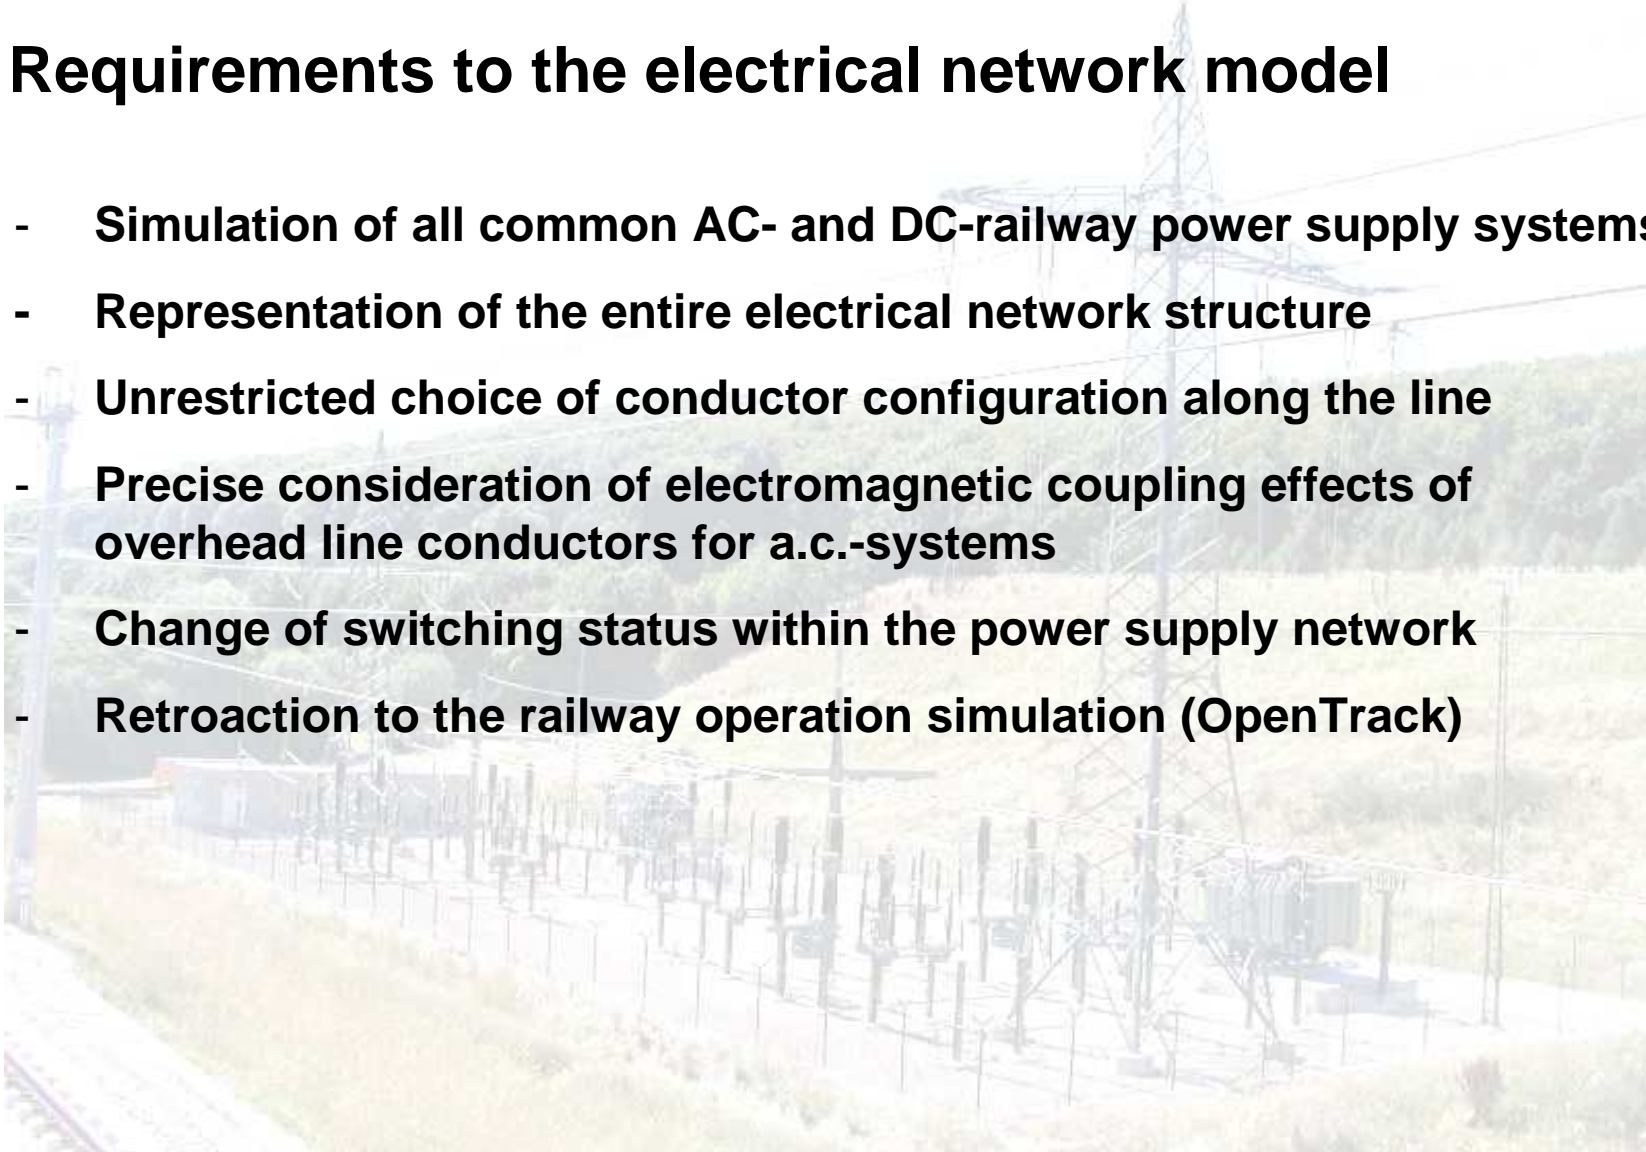 Requirements to the electrical network model
- Simulation of all common AC- and DC-railway power supply systems
- Representation of the entire electrical network structure
- Unrestricted choice of conductor configuration along the line
- Precise consideration of electromagnetic coupling effects of
overhead line conductors for a.c.-systems
- Change of switching status within the power supply network
- Retroaction to the railway operation simulation (OpenTrack)